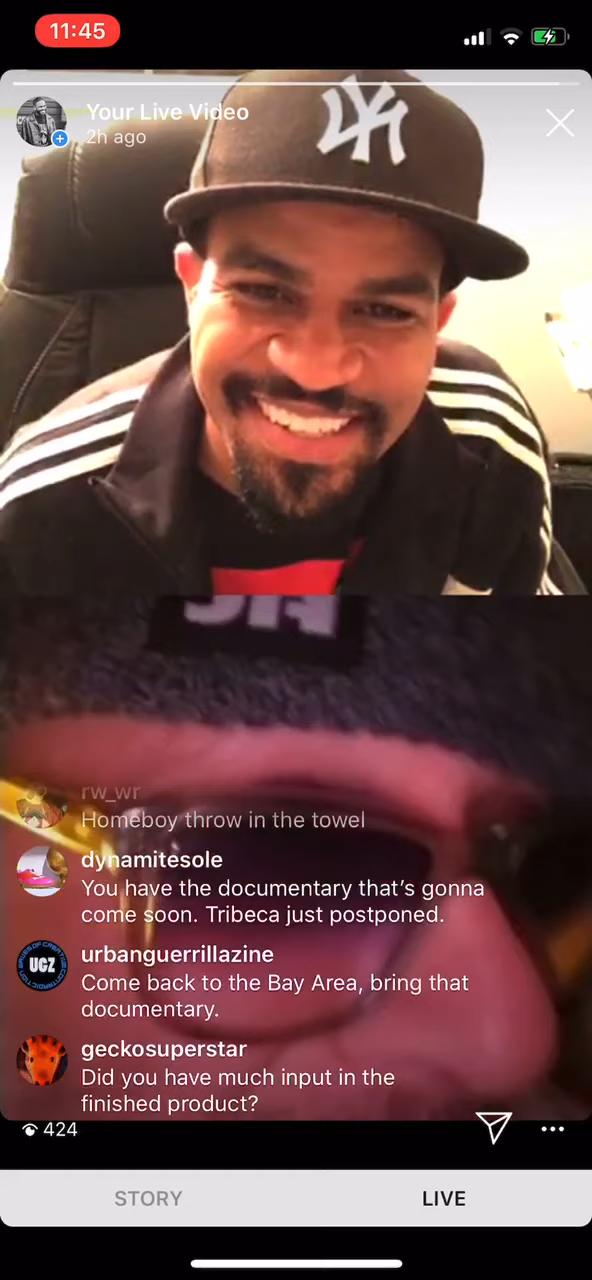 11:45
Your Live Video
2h ago
NY
rw_wr
Homeboy throw in the towel
dynamitesole
You have the documentary that's gonna
come soon. Tribeca just postponed.
UGZ
urbanguerrillazine
Come back to the Bay Area, bring that
documentary.
geckosuperstar
Did you have much input in the
finished product?
424
STORY
LIVE